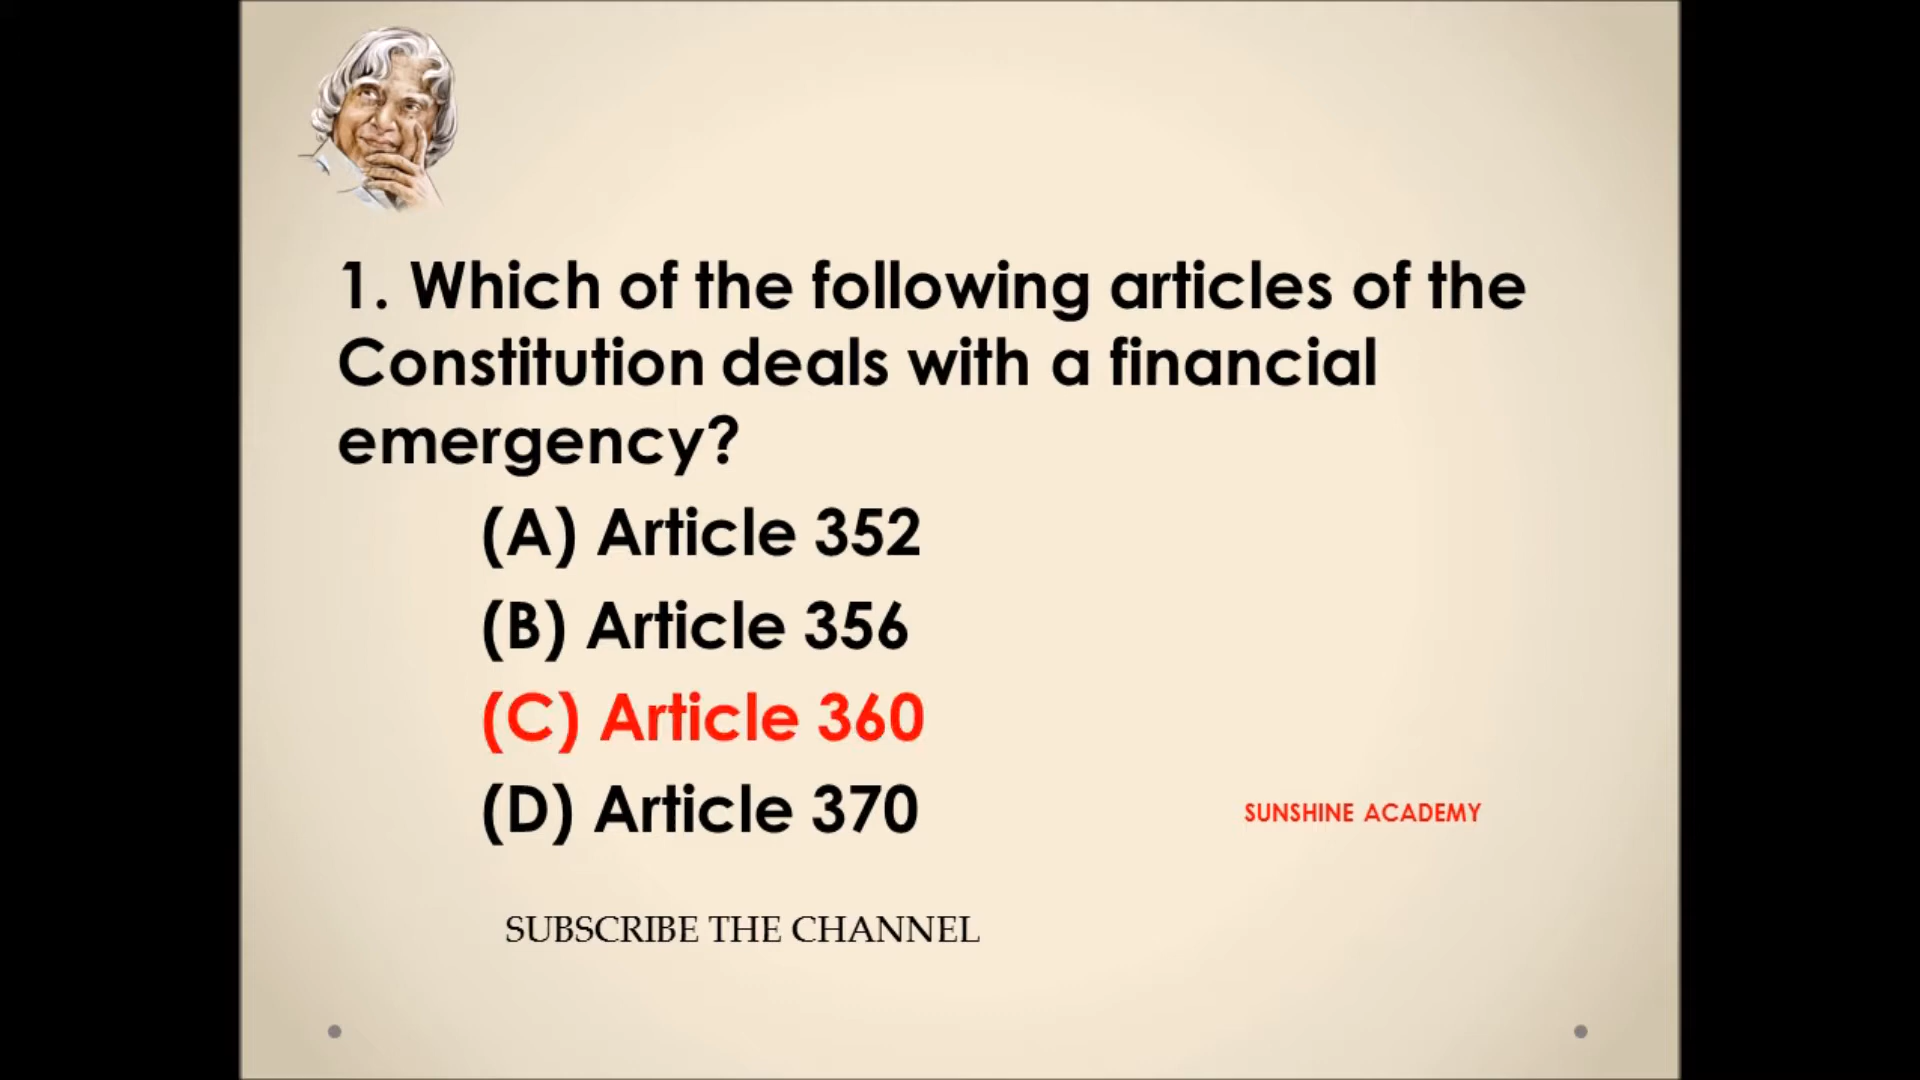 1. Which of the following articles of the
Constitution deals with a financial
emergency?
(A) Article 352
(B) Article 356
(C) Article 360
(D) Article 370
SUNSHINE ACADEMY
SUBSCRIBE THE CHANNEL